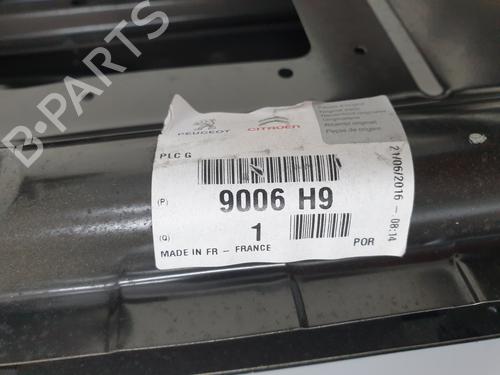 B-PARTS
PEUGEOT
CITROËN
PLC G
(P)
9006 H9
(Q)
1
MADE IN FR - FRANCE
POR
21/06/2016 - 08:14